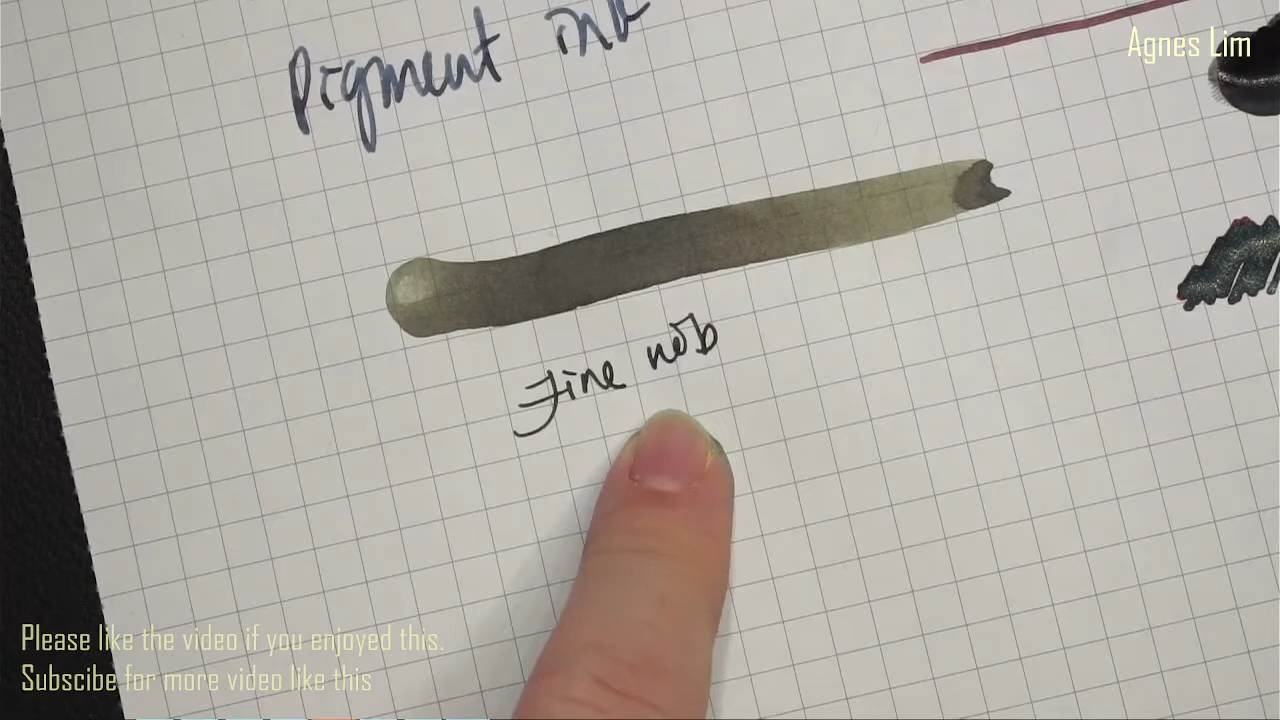 Agnes Lim
Pigment ink
Fine nib
Please like the video if you enjoyed this.
Subscibe for more video like this